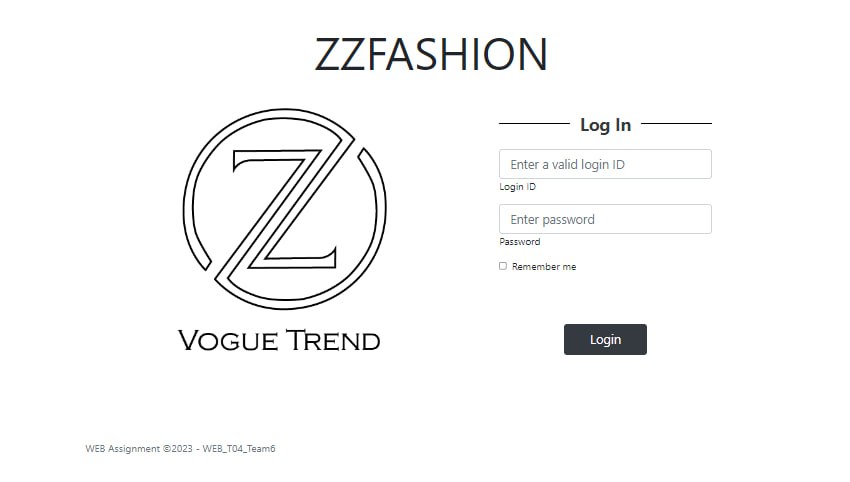 ZZFASHION
Z
VOGUE TREND
Log In
Enter a valid login ID
Login ID
Enter password
Password
Remember me
Login
WEB Assignment ©2023 - WEB_T04_Team6